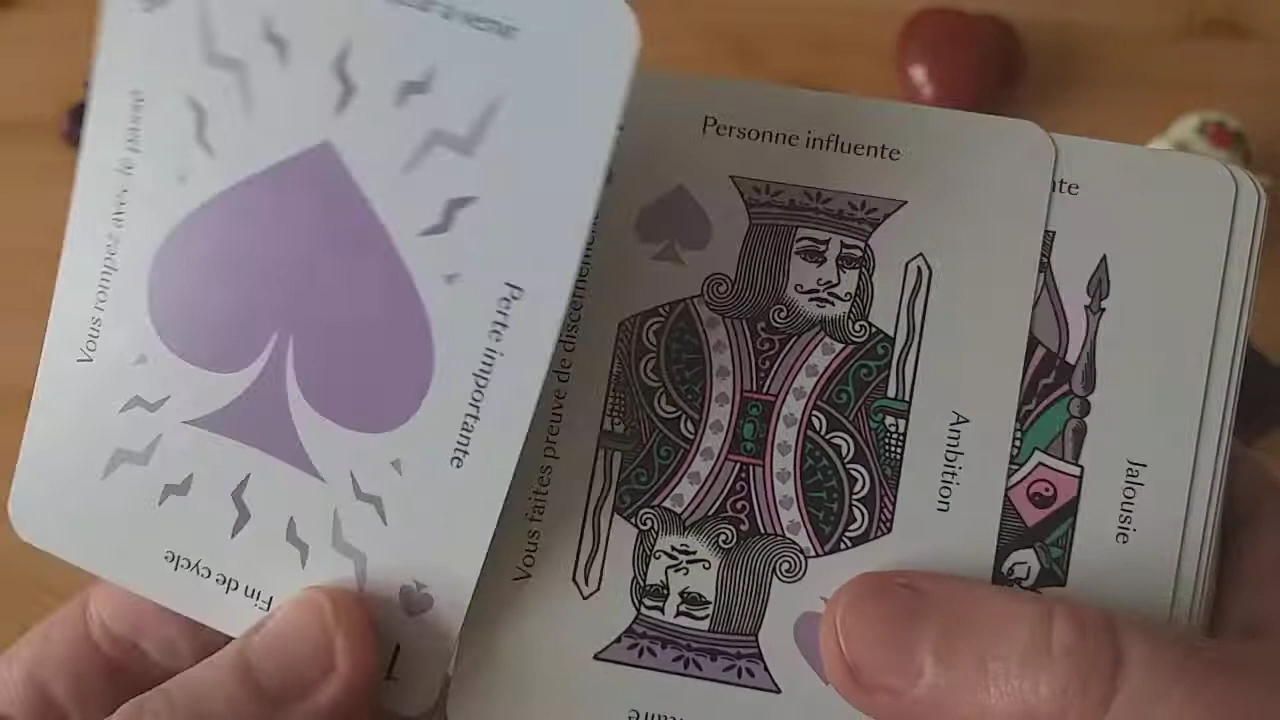 Vous rompez avec le passé
Perte importante
Fin de cycle
1
Personne influente
Vous faites preuve de discernement
Ambition
Jalousie